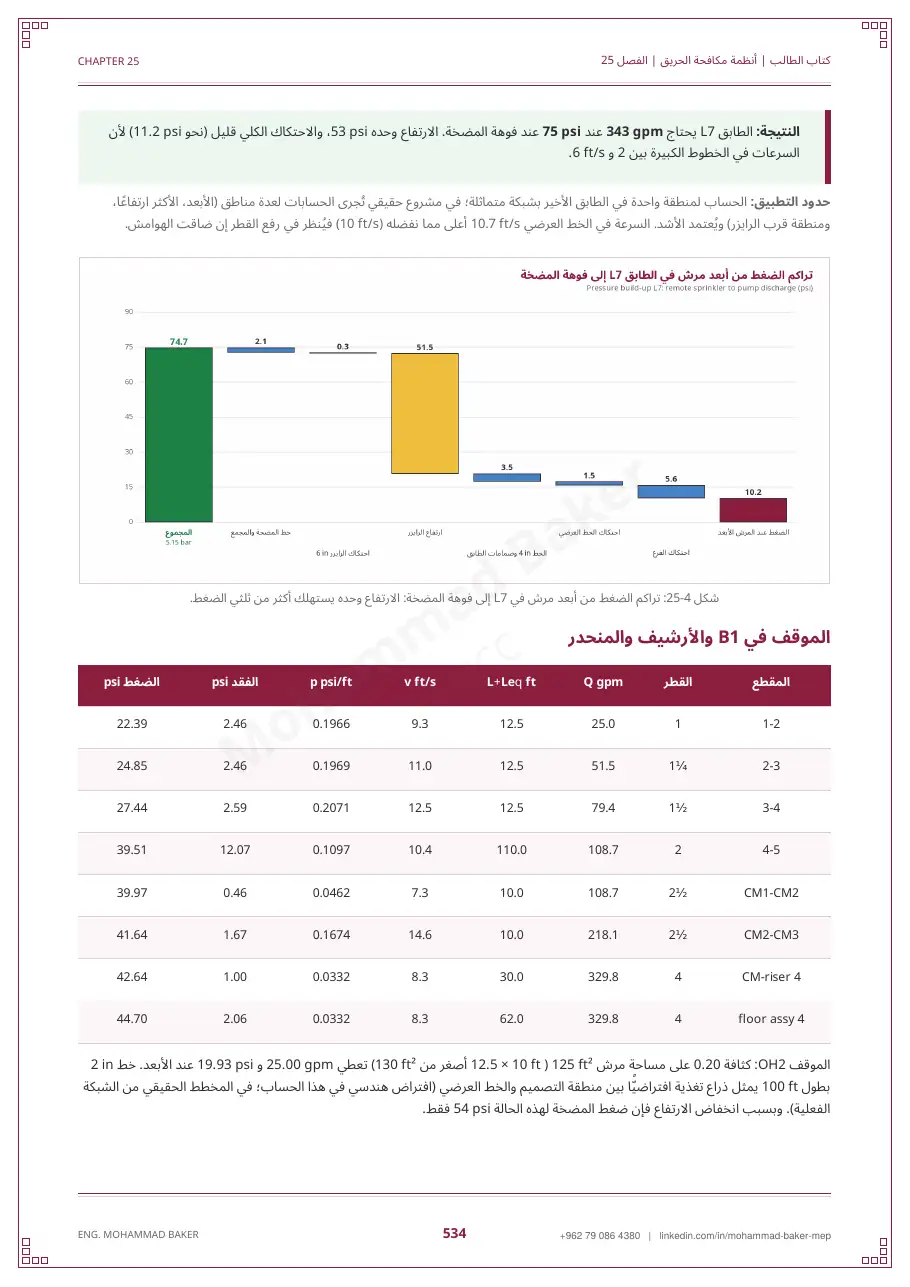 كتاب الطالب | أنظمة مكافحة الحريق | الفصل 25
CHAPTER 25
النتيجة: الطابق L7 يحتاج 343 gpm عند 75 psi عند فوهة المضخة. الارتفاع وحده 53 psi، والاحتكاك الكلي قليل (نحو 11.2 psi) لأن
السرعات في الخطوط الكبيرة بين 2 و 6 ft/s.
حدود التطبيق: الحساب لمنطقة واحدة في الطابق الأخير بشبكة متماثلة؛ في مشروع حقيقي تُجرى الحسابات لعدة مناطق (الأبعد، الأكثر ارتفاعًا،
ومنطقة قرب الرايزر) ويُعتمد الأشد. السرعة في الخط العرضي 10.7 ft/s أعلى مما نفضله (10 ft/s) فيُنظر في رفع القطر إن ضاقت الهوامش.
تراكم الضغط من أبعد مرش في الطابق L7 إلى فوهة المضخة
Pressure build-up L7: remote sprinkler to pump discharge (psi)
90
75
60
45
30
15
0
74.7
2.1
0.3
51.5
3.5
1.5
5.6
10.2
المجموع
5.15 bar
خط المضخة والمجمع
احتكاك الرايزر 6 in
ارتفاع الرايزر
الخط 4 in وصمامات الطابق
احتكاك الخط العرضي
احتكاك الفرع
الضغط عند المرش الأبعد
شكل 4-25: تراكم الضغط من أبعد مرش في L7 إلى فوهة المضخة: الارتفاع وحده يستهلك أكثر من ثلثي الضغط.
الموقف في B1 والأرشيف والمنحدر
المقطع القطر Q gpm L+Leq ft v ft/s p psi/ft الفقد psi الضغط psi
1-2 1 25.0 12.5 9.3 0.1966 2.46 22.39
2-3 1¼ 51.5 12.5 11.0 0.1969 2.46 24.85
3-4 1½ 79.4 12.5 12.5 0.2071 2.59 27.44
4-5 2 108.7 110.0 10.4 0.1097 12.07 39.51
CM1-CM2 2½ 108.7 10.0 7.3 0.0462 0.46 39.97
CM2-CM3 2½ 218.1 10.0 14.6 0.1674 1.67 41.64
CM-riser 4 4 329.8 30.0 8.3 0.0332 1.00 42.64
floor assy 4 4 329.8 62.0 8.3 0.0332 2.06 44.70
الموقف OH2: كثافة 0.20 على مساحة مرش 125 ft² ( 12.5 × 10 ft أصغر من 130 ft²) تعطي 25.00 gpm و 19.93 psi عند الأبعد. خط 2 in
بطول 100 ft يمثل ذراع تغذية افتراضيًّا بين منطقة التصميم والخط العرضي (افتراض هندسي في هذا الحساب؛ في المخطط الحقيقي من الشبكة
الفعلية). وبسبب انخفاض الارتفاع فإن ضغط المضخة لهذه الحالة 54 psi فقط.
ENG. MOHAMMAD BAKER
534
+962 79 086 4380 | linkedin.com/in/mohammad-baker-mep
Mohammad Baker